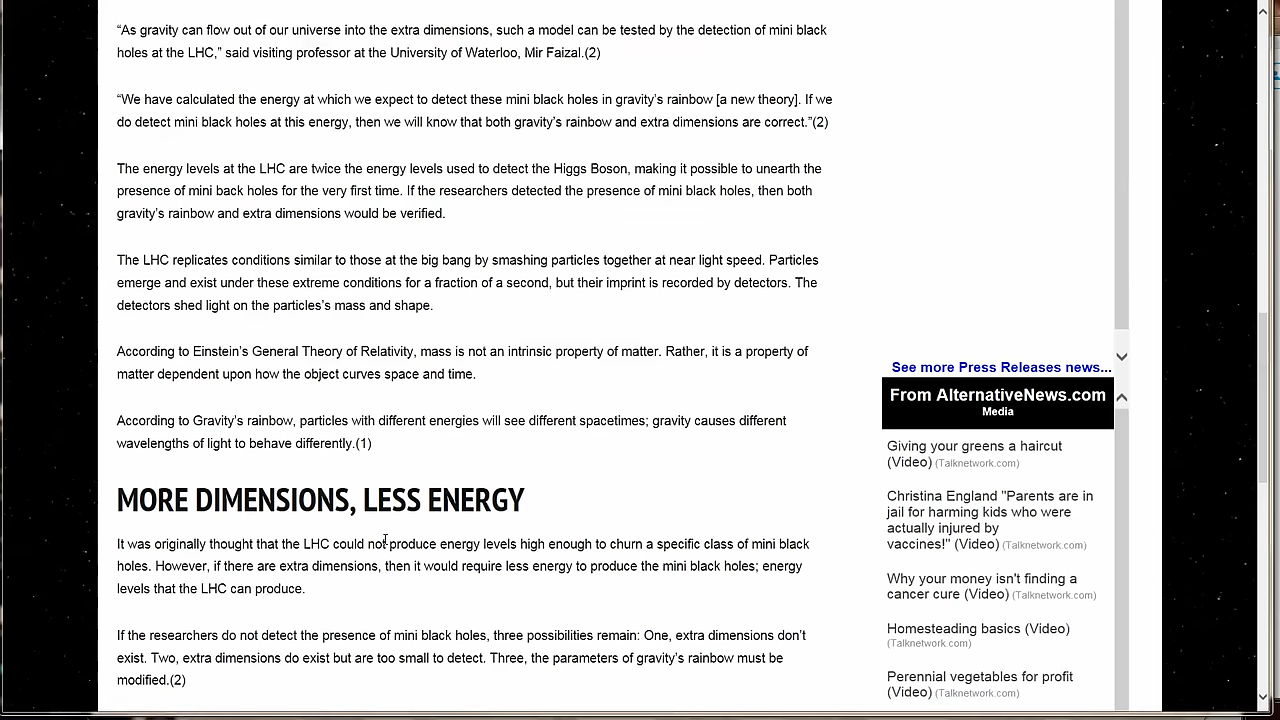 “As gravity can flow out of our universe into the extra dimensions, such a model can be tested by the detection of mini black
holes at the LHC,” said visiting professor at the University of Waterloo, Mir Faizal.(2)
“We have calculated the energy at which we expect to detect these mini black holes in gravity’s rainbow [a new theory]. If we
do detect mini black holes at this energy, then we will know that both gravity’s rainbow and extra dimensions are correct.”(2)
The energy levels at the LHC are twice the energy levels used to detect the Higgs Boson, making it possible to unearth the
presence of mini back holes for the very first time. If the researchers detected the presence of mini black holes, then both
gravity’s rainbow and extra dimensions would be verified.
The LHC replicates conditions similar to those at the big bang by smashing particles together at near light speed. Particles
emerge and exist under these extreme conditions for a fraction of a second, but their imprint is recorded by detectors. The
detectors shed light on the particles’s mass and shape.
According to Einstein’s General Theory of Relativity, mass is not an intrinsic property of matter. Rather, it is a property of
matter dependent upon how the object curves space and time.
According to Gravity’s rainbow, particles with different energies will see different spacetimes; gravity causes different
wavelengths of light to behave differently.(1)
MORE DIMENSIONS, LESS ENERGY
It was originally thought that the LHC could not produce energy levels high enough to churn a specific class of mini black
holes. However, if there are extra dimensions, then it would require less energy to produce the mini black holes; energy
levels that the LHC can produce.
If the researchers do not detect the presence of mini black holes, three possibilities remain: One, extra dimensions don’t
exist. Two, extra dimensions do exist but are too small to detect. Three, the parameters of gravity’s rainbow must be
modified.(2)
See more Press Releases news...
From AlternativeNews.com
Media
Giving your greens a haircut
(Video) (Talknetwork.com)
Christina England "Parents are in
jail for harming kids who were
actually injured by
vaccines!" (Video) (Talknetwork.com)
Why your money isn't finding a
cancer cure (Video) (Talknetwork.com)
Homesteading basics (Video)
(Talknetwork.com)
Perennial vegetables for profit
(Video) (Talknetwork.com)